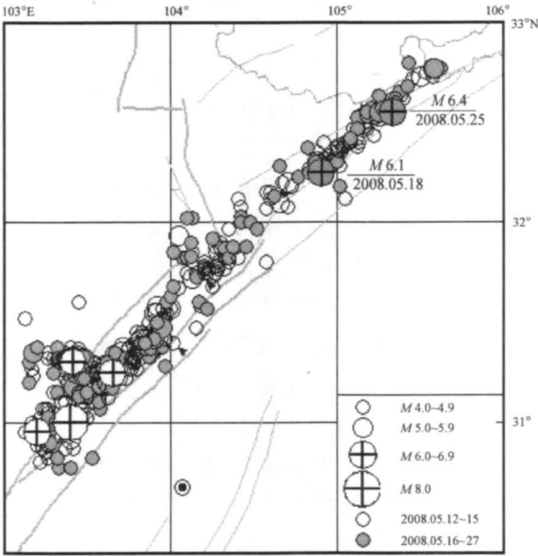 103°E
104°
105°
106°
33°N
M 6.4
2008.05.25
M 6.1
2008.05.18
32°
31°
M 4.0~4.9
M 5.0~5.9
M 6.0~6.9
M 8.0
2008.05.12~15
2008.05.16~27